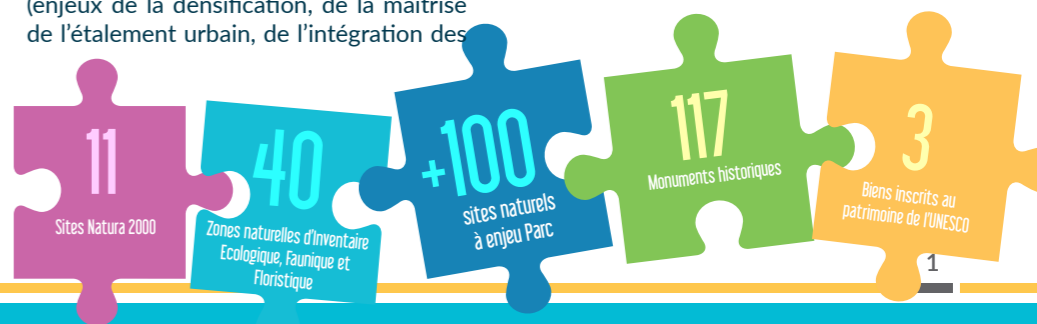 (enjeux de la densification, de la maîtrise
de l'étalement urbain, de l'intégration des
11
Sites Natura 2000
40
Zones naturelles d'Inventaire
Ecologique, Faunique et
Floristique
+100
sites naturels
à enjeu Parc
117
Monuments historiques
3
Biens inscrits au
patrimoine de l'UNESCO
1